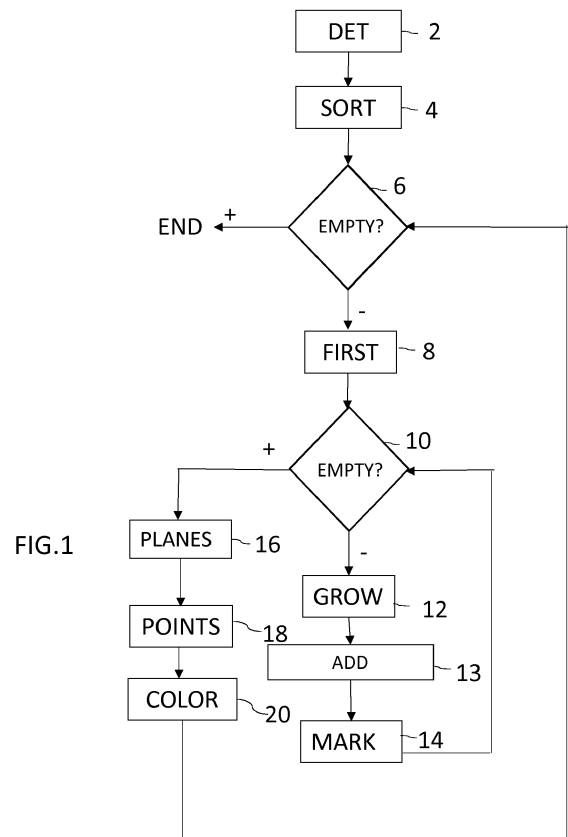 DET 2
SORT 4
6
EMPTY?
END +
-
FIRST 8
10
EMPTY?
+
-
FIG.1
PLANES 16
GROW 12
POINTS 18
ADD 13
COLOR 20
MARK 14